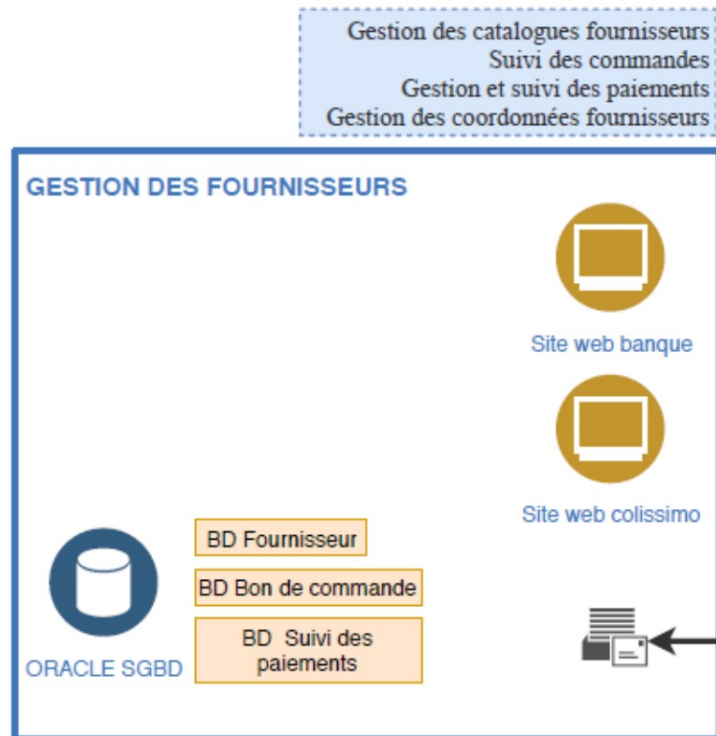 Gestion des catalogues fournisseurs
Suivi des commandes
Gestion et suivi des paiements
Gestion des coordonnées fournisseurs
GESTION DES FOURNISSEURS
Site web banque
Site web colissimo
BD Fournisseur
BD Bon de commande
BD Suivi des
paiements
ORACLE SGBD